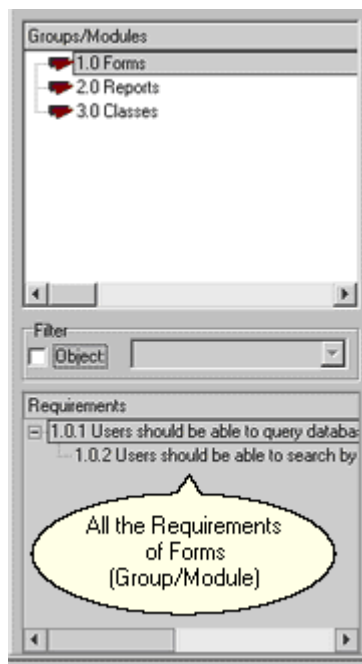 Groups/Modules
1.0 Forms
2.0 Reports
3.0 Classes
Filter
Object
Requirements
1.0.1 Users should be able to query databa
1.0.2 Users should be able to search by
All the Requirements
of Forms
(Group/Module)